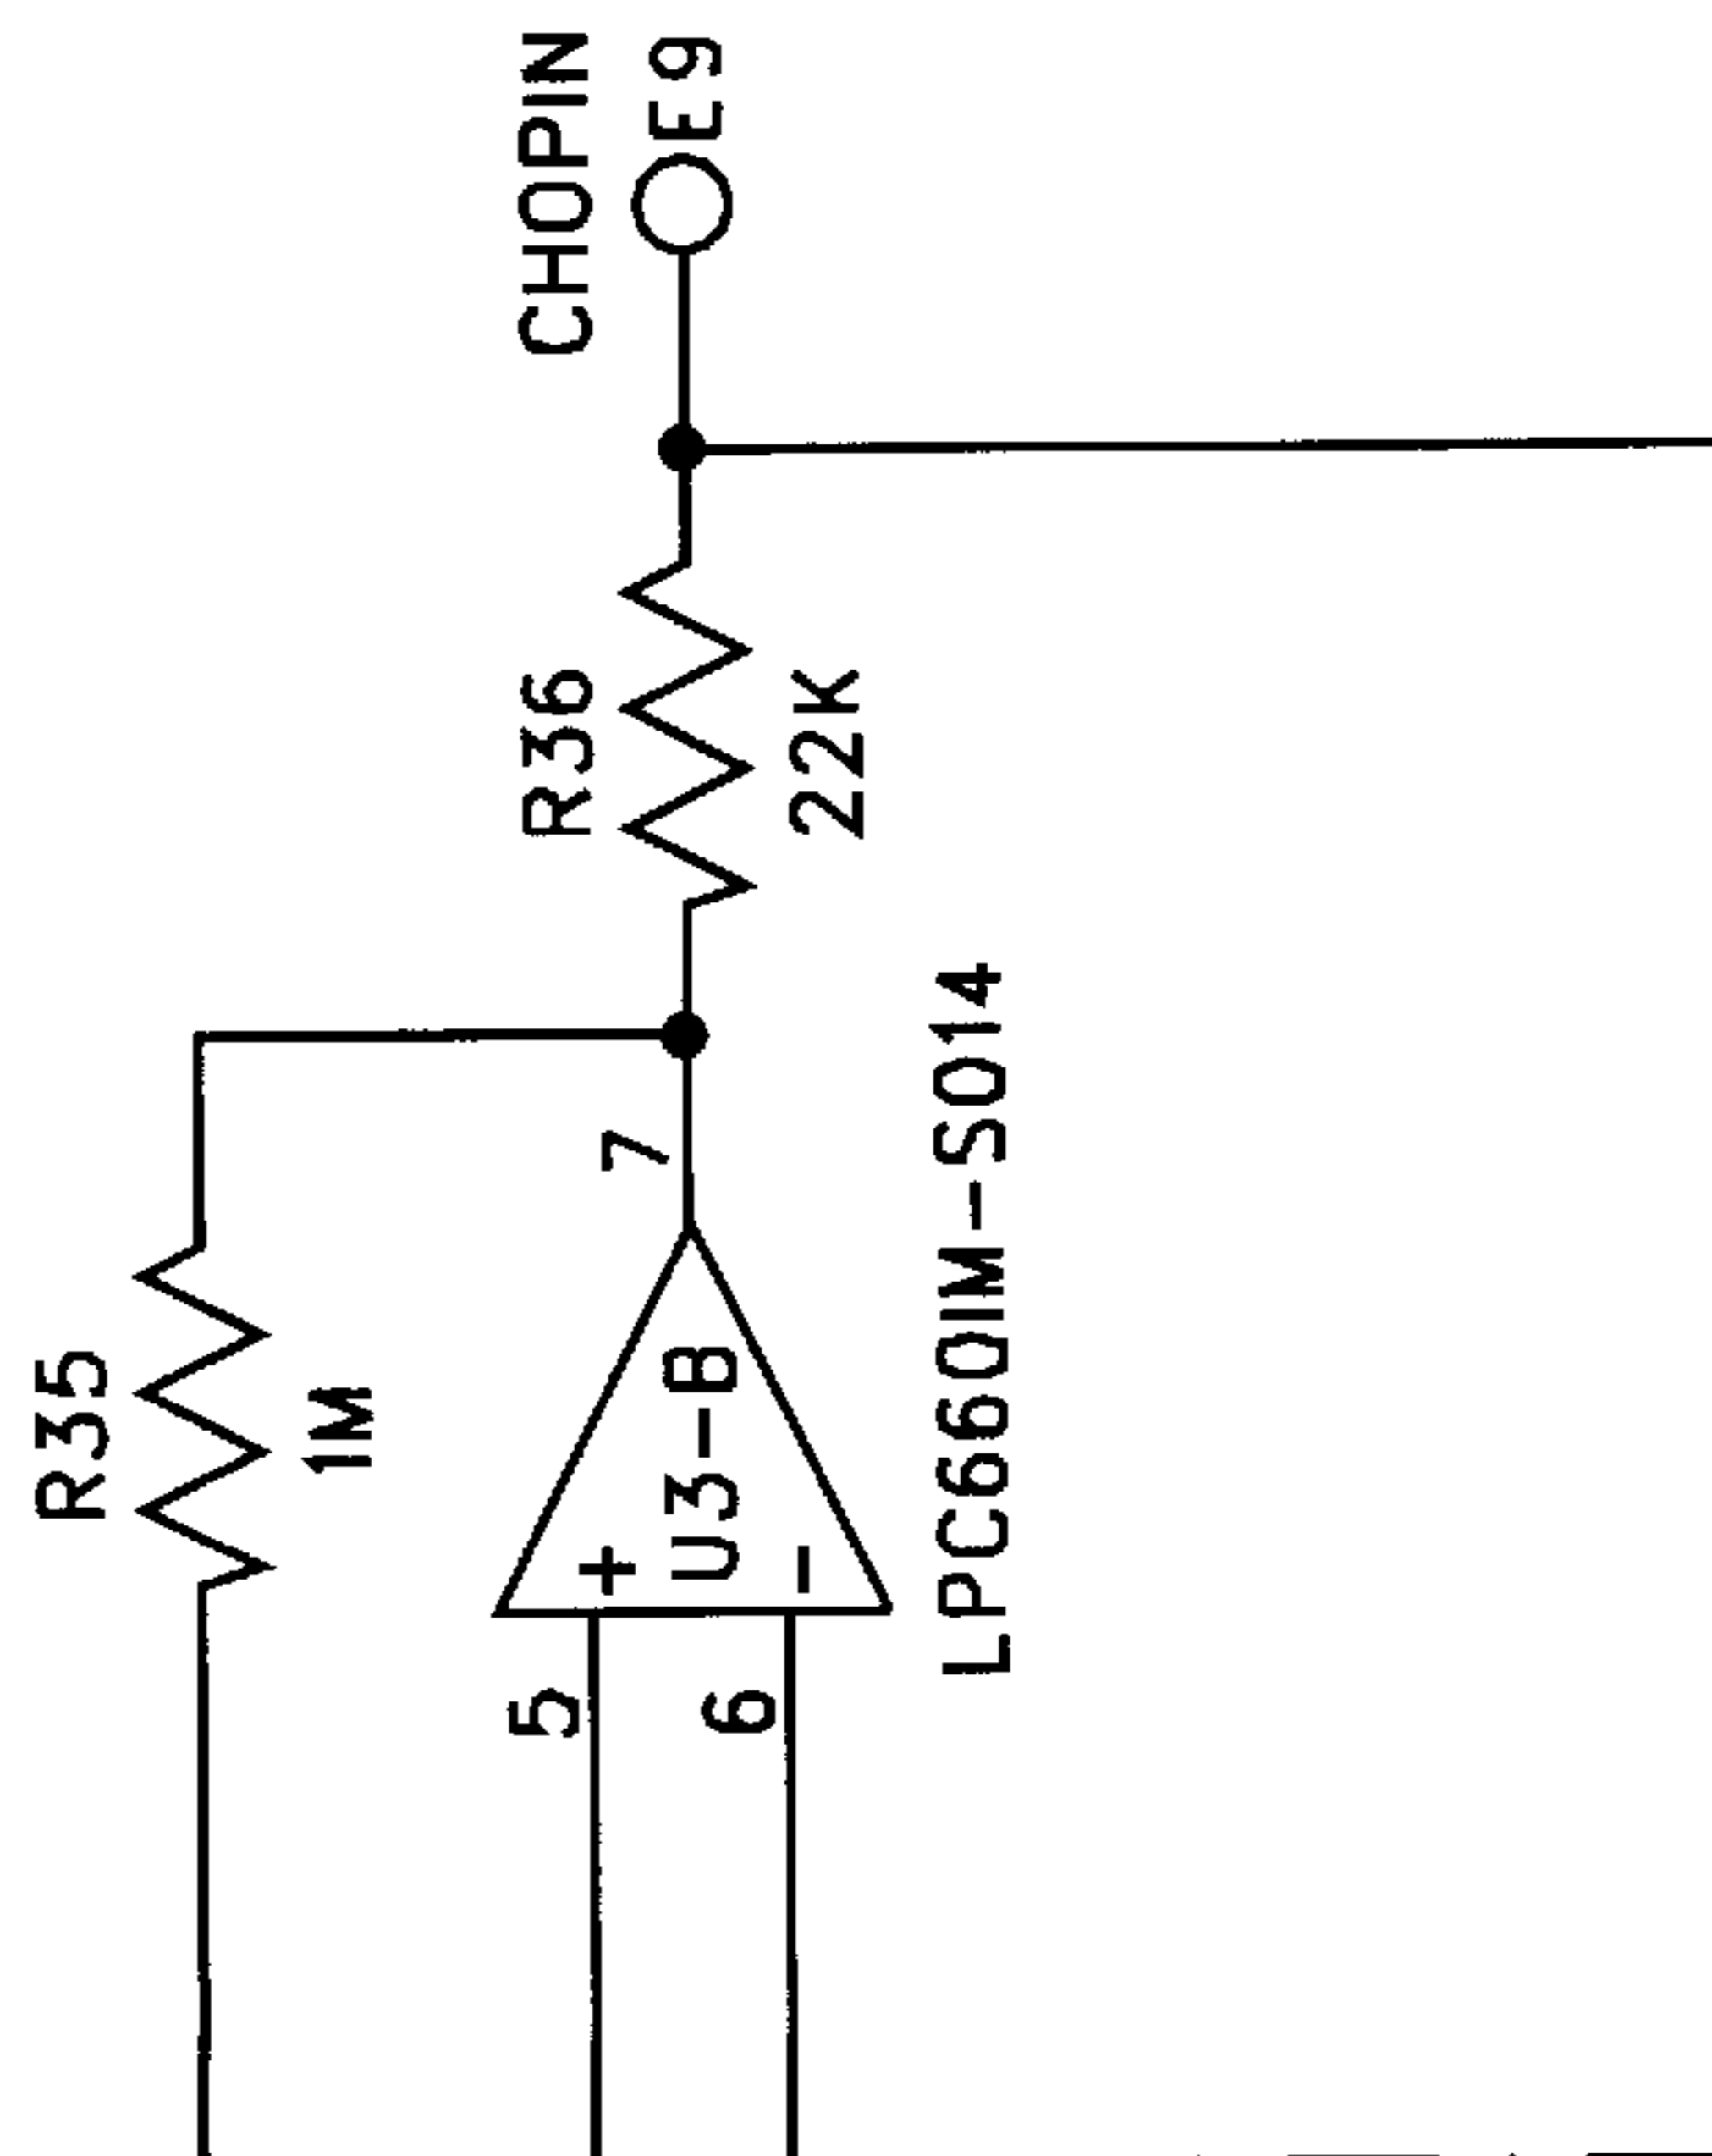 CHOPIN
E9
R36
22K
R35
1M
7
U3-B
+
-
5
6
LPC660IM-SO14